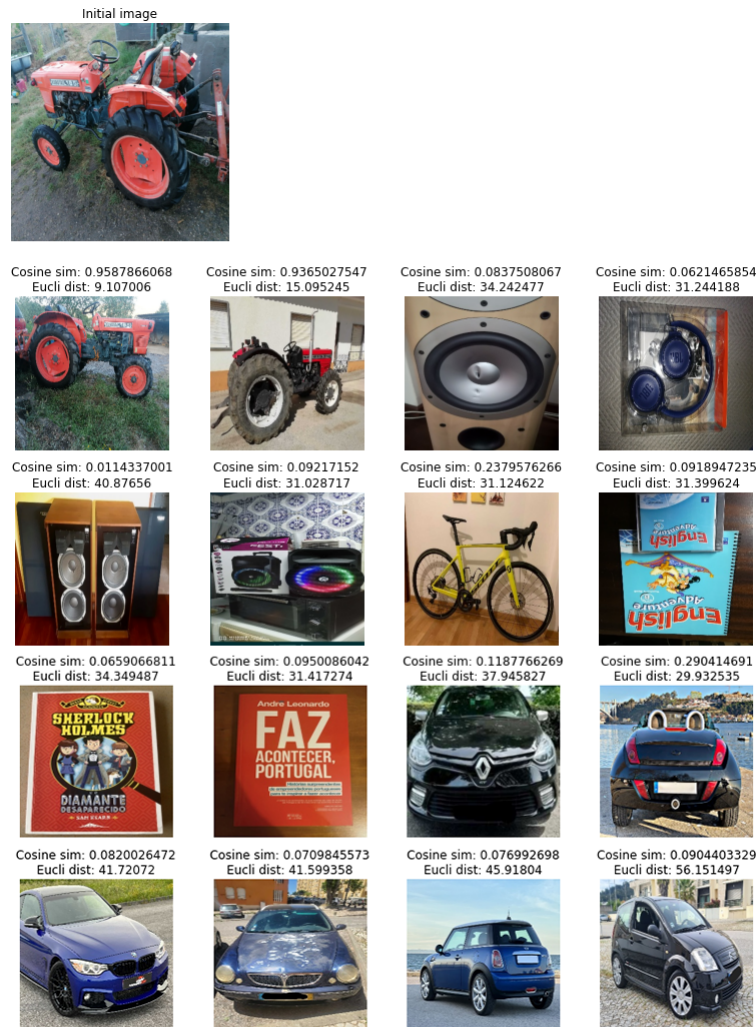 Initial image
Cosine sim: 0.9587866068
Eucli dist: 9.107006
Cosine sim: 0.9365027547
Eucli dist: 15.095245
Cosine sim: 0.0837508067
Eucli dist: 34.242477
Cosine sim: 0.0621465854
Eucli dist: 31.244188
JBL
Cosine sim: 0.0114337001
Eucli dist: 40.87656
Cosine sim: 0.09217152
Eucli dist: 31.028717
Cosine sim: 0.2379576266
Eucli dist: 31.124622
Cosine sim: 0.0918947235
Eucli dist: 31.399624
English
Adventure
English
Adventure
Cosine sim: 0.0659066811
Eucli dist: 34.349487
SHERLOCK
HOLMES
DIAMANTE
DESAPARECIDO
SAM HEARN
Cosine sim: 0.0950086042
Eucli dist: 31.417274
Andre Leonardo
FAZ
ACONTECER,
PORTUGAL
Cosine sim: 0.1187766269
Eucli dist: 37.945827
Cosine sim: 0.290414691
Eucli dist: 29.932535
Cosine sim: 0.0820026472
Eucli dist: 41.72072
Cosine sim: 0.0709845573
Eucli dist: 41.599358
Cosine sim: 0.076992698
Eucli dist: 45.91804
Cosine sim: 0.0904403329
Eucli dist: 56.151497